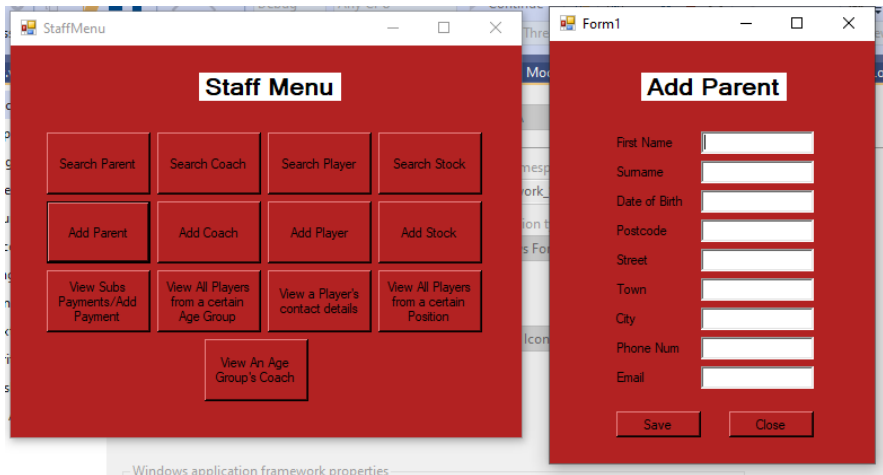 Continue
StaffMenu
Staff Menu
Search Parent
Search Coach
Search Player
Search Stock
Add Parent
Add Coach
Add Player
Add Stock
View Subs
Payments/Add
Payment
View All Players
from a certain
Age Group
View a Player's
contact details
View All Players
from a certain
Position
View An Age
Group's Coach
Form1
Add Parent
First Name
Surname
Date of Birth
Postcode
Street
Town
City
Phone Num
Email
Save
Close
Windows application framework properties